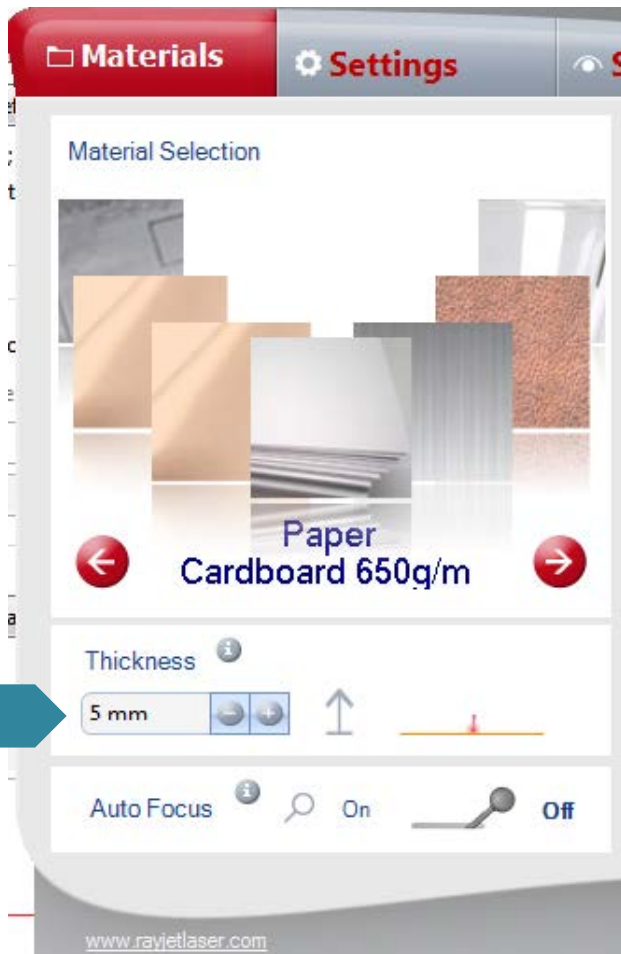 Materials
Settings
Material Selection
Paper
Cardboard 650g/m
Thickness
5 mm
Auto Focus
On
Off
www.rayjetlaser.com